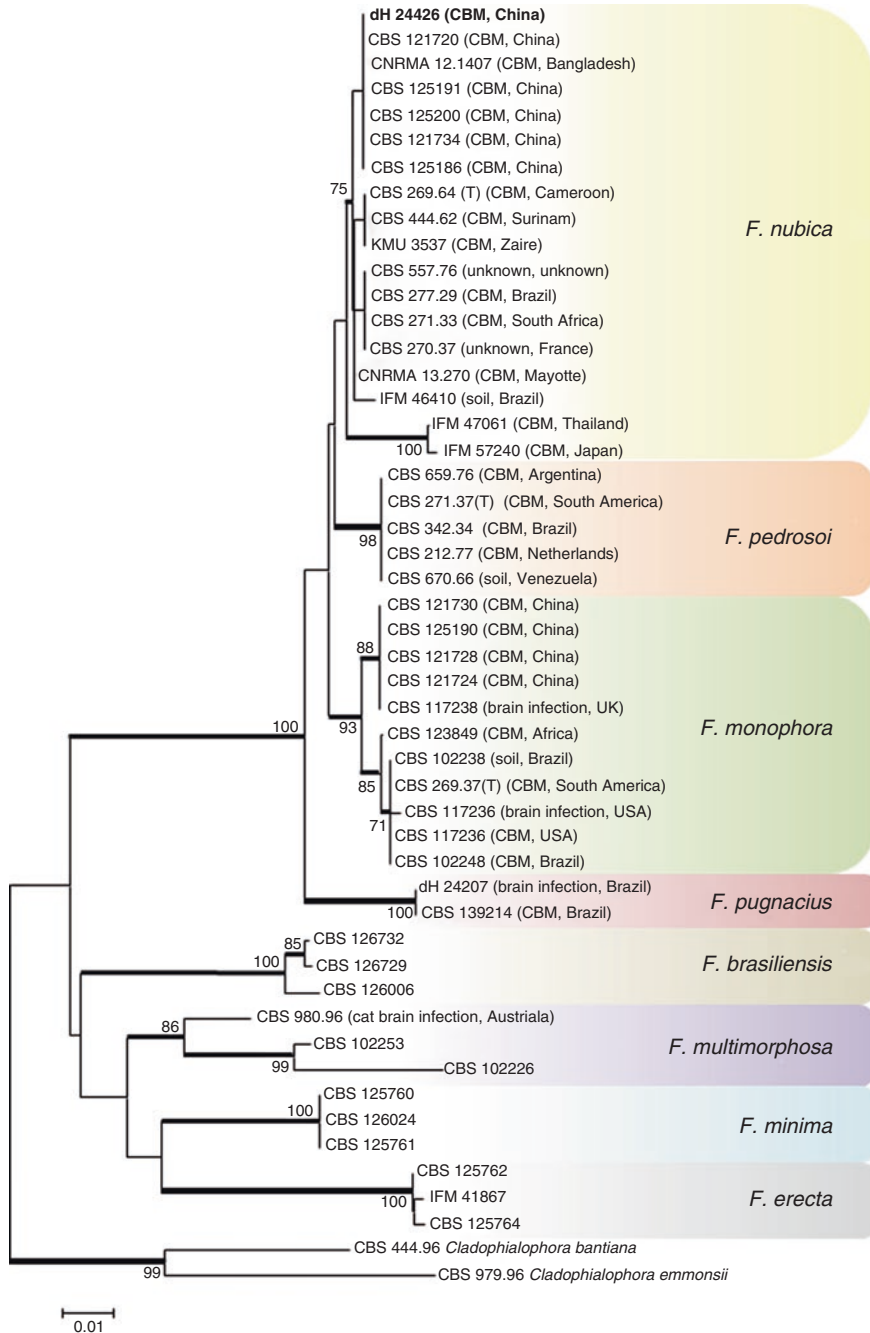 dH 24426 (CBM, China)
CBS 121720 (CBM, China)
CNRMA 12.1407 (CBM, Bangladesh)
CBS 125191 (CBM, China)
CBS 125200 (CBM, China)
CBS 121734 (CBM, China)
CBS 125186 (CBM, China)
75
CBS 269.64 (T) (CBM, Cameroon)
CBS 444.62 (CBM, Surinam)
F. nubica
KMU 3537 (CBM, Zaire)
CBS 557.76 (unknown, unknown)
CBS 277.29 (CBM, Brazil)
CBS 271.33 (CBM, South Africa)
CBS 270.37 (unknown, France)
CNRMA 13.270 (CBM, Mayotte)
IFM 46410 (soil, Brazil)
IFM 47061 (CBM, Thailand)
100
IFM 57240 (CBM, Japan)
CBS 659.76 (CBM, Argentina)
CBS 271.37(T) (CBM, South America)
CBS 342.34 (CBM, Brazil)
F. pedrosoi
98
CBS 212.77 (CBM, Netherlands)
CBS 670.66 (soil, Venezuela)
CBS 121730 (CBM, China)
CBS 125190 (CBM, China)
88
CBS 121728 (CBM, China)
CBS 121724 (CBM, China)
CBS 117238 (brain infection, UK)
93
100
F. monophora
CBS 123849 (CBM, Africa)
CBS 102238 (soil, Brazil)
85
CBS 269.37(T) (CBM, South America)
CBS 117236 (brain infection, USA)
71
CBS 117236 (CBM, USA)
CBS 102248 (CBM, Brazil)
dH 24207 (brain infection, Brazil)
F. pugnacius
100
CBS 139214 (CBM, Brazil)
CBS 126732
85
100
CBS 126729
F. brasiliensis
CBS 126006
CBS 980.96 (cat brain infection, Austriala)
86
CBS 102253
F. multimorphosa
99
CBS 102226
CBS 125760
100
CBS 126024
F. minima
CBS 125761
CBS 125762
100
IFM 41867
F. erecta
CBS 125764
CBS 444.96 Cladophialophora bantiana
99
CBS 979.96 Cladophialophora emmonsii
0.01